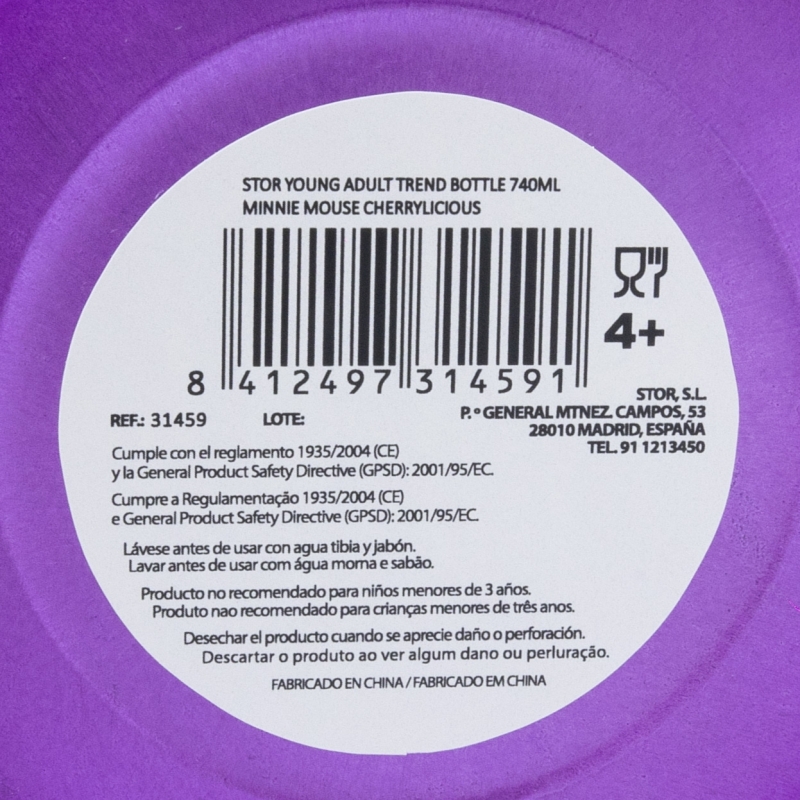 STOR YOUNG ADULT TREND BOTTLE 740ML
MINNIE MOUSE CHERRYLICIOUS
4+
8 412497 314591
STOR, S.L.
P.º GENERAL MTNEZ. CAMPOS, 53
28010 MADRID, ESPAÑA
TEL. 91 1213450
REF.: 31459 LOTE:
Cumple con el reglamento 1935/2004 (CE)
y la General Product Safety Directive (GPSD): 2001/95/EC.
Cumpre a Regulamentação 1935/2004 (CE)
e General Product Safety Directive (GPSD): 2001/95/EC.
Lávese antes de usar con agua tibia y jabón.
Lavar antes de usar com água morna e sabão.
Producto no recomendado para niños menores de 3 años.
Produto nao recomendado para crianças menores de três anos.
Desechar el producto cuando se aprecie daño o perforación.
Descartar o produto ao ver algum dano ou perluração.
FABRICADO EN CHINA / FABRICADO EM CHINA